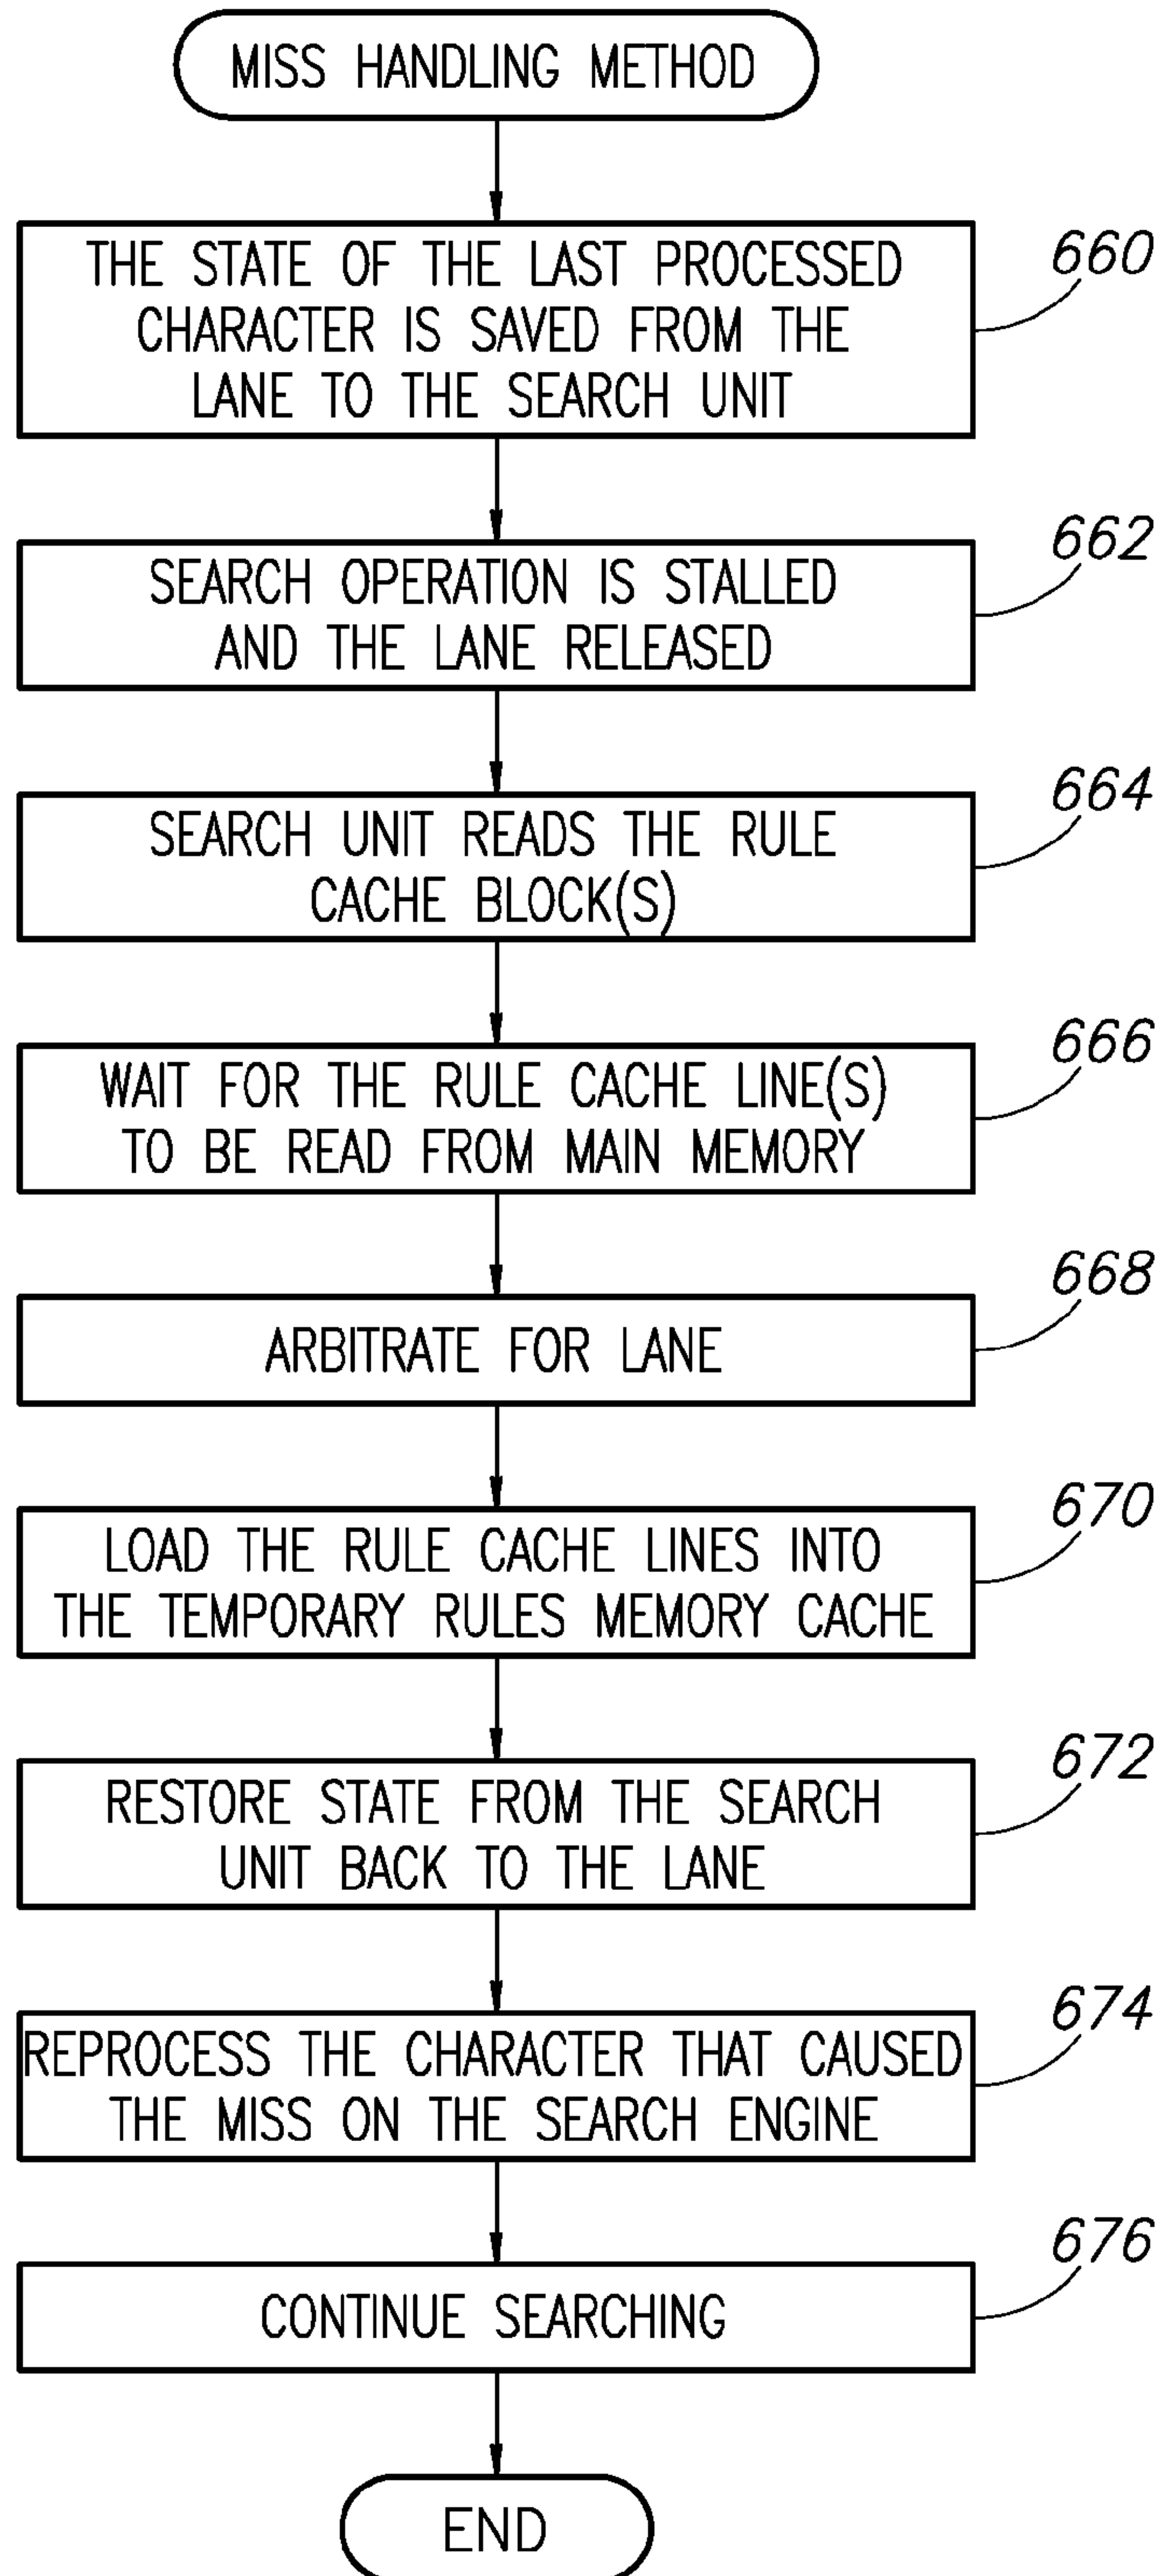 MISS HANDLING METHOD
THE STATE OF THE LAST PROCESSED
CHARACTER IS SAVED FROM THE
LANE TO THE SEARCH UNIT
660
SEARCH OPERATION IS STALLED
AND THE LANE RELEASED
662
SEARCH UNIT READS THE RULE
CACHE BLOCK(S)
664
WAIT FOR THE RULE CACHE LINE(S)
TO BE READ FROM MAIN MEMORY
666
ARBITRATE FOR LANE
668
LOAD THE RULE CACHE LINES INTO
THE TEMPORARY RULES MEMORY CACHE
670
RESTORE STATE FROM THE SEARCH
UNIT BACK TO THE LANE
672
REPROCESS THE CHARACTER THAT CAUSED
THE MISS ON THE SEARCH ENGINE
674
CONTINUE SEARCHING
676
END